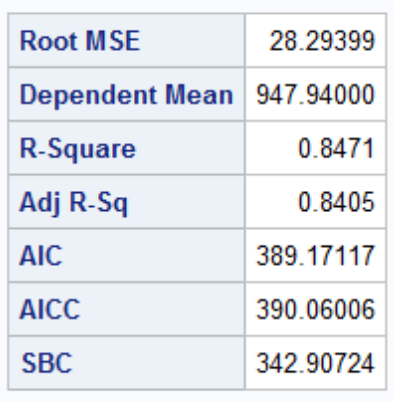 Root MSE 28.29399
Dependent Mean 947.94000
R-Square 0.8471
Adj R-Sq 0.8405
AIC 389.17117
AICC 390.06006
SBC 342.90724